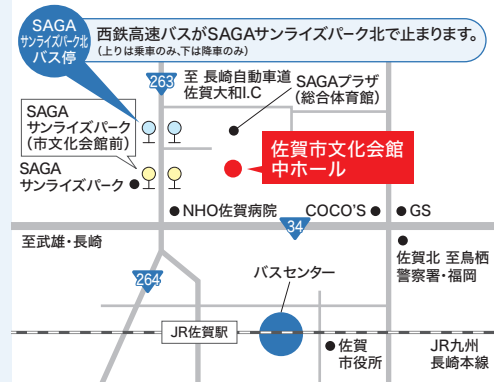 SAGA
サンライズパーク北
バス停
西鉄高速バスがSAGAサンライズパーク北で止まります。
(上りは乗車のみ、下は降車のみ)
263
至 長崎自動車道
佐賀大和I.C
SAGAプラザ
(総合体育館)
SAGA
サンライズパーク
(市文化会館前)
佐賀市文化会館
中ホール
SAGA
サンライズパーク
NHO佐賀病院
COCO'S
GS
34
至武雄・長崎
佐賀北
警察署
至鳥栖
・福岡
264
バスセンター
JR佐賀駅
佐賀
市役所
JR九州
長崎本線